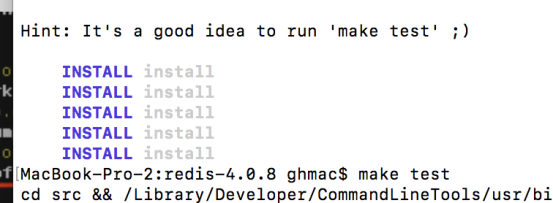 Hint: It's a good idea to run 'make test' ;)
INSTALL install
INSTALL install
INSTALL install
INSTALL install
INSTALL install
[MacBook-Pro-2:redis-4.0.8 ghmac$ make test
cd src && /Library/Developer/CommandLineTools/usr/bi